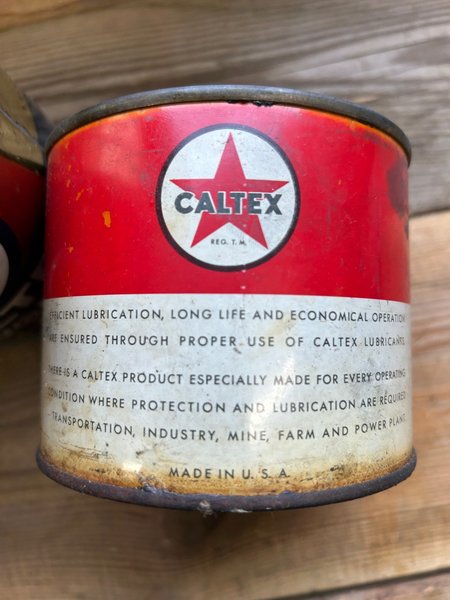 CALTEX
REG. T. M.
EFFICIENT LUBRICATION, LONG LIFE AND ECONOMICAL OPERATION
ARE ENSURED THROUGH PROPER USE OF CALTEX LUBRICANTS.
THERE IS A CALTEX PRODUCT ESPECIALLY MADE FOR EVERY OPERATING
CONDITION WHERE PROTECTION AND LUBRICATION ARE REQUIRED
TRANSPORTATION, INDUSTRY, MINE, FARM AND POWER PLANT
MADE IN U. S. A.